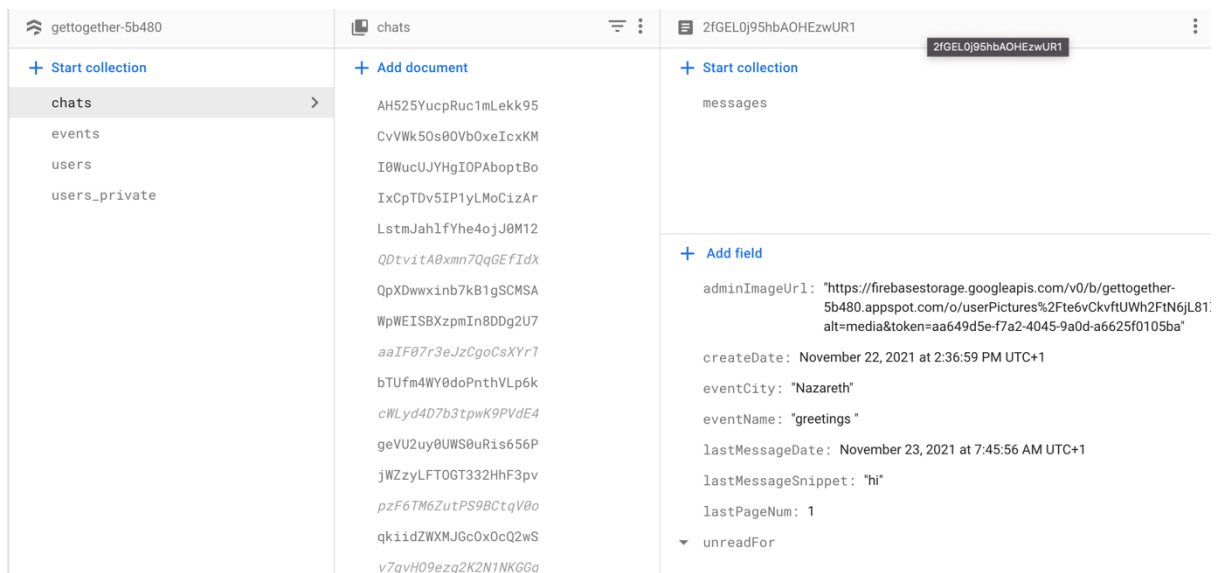 gettogether-5b480
Start collection
chats
events
users
users_private
chats
Add document
AH525YucpRuc1mLekk95
CvVWk5Os0OVbOxeIcxKM
I0WucUJYHgIOPAboptBo
IxCpTDv5IP1yLMoCizAr
LstmJahlfYhe4ojJ0M12
QDtvitA0xmn7QqGEfIdX
QpXDwwxinb7kB1gSCMSA
WpWEISBXzpmIn8DDg2U7
aaIF07r3eJzCgoCsXYrT
bTUfm4WY0doPnthVLp6k
cWLyd4D7b3tpwK9PVdE4
geVU2uy0UWS0uRis656P
jWZzyLFTOGT332HhF3pv
pzF6TM6ZutPS9BCtqV0o
qkiidZWXMJGcOxOcQ2wS
v7gvHO9ezg2K2N1NKGGg
2fGEL0j95hbAOHEzwUR1
2fGEL0j95hbAOHEzwUR1
Start collection
messages
Add field
adminImageUrl: "https://firebasestorage.googleapis.com/v0/b/gettogether-
5b480.appspot.com/o/userPictures%2Fte6vCkvftUWh2FtN6jL81
alt=media&token=aa649d5e-f7a2-4045-9a0d-a6625f0105ba"
createDate: November 22, 2021 at 2:36:59 PM UTC+1
eventCity: "Nazareth"
eventName: "greetings "
lastMessageDate: November 23, 2021 at 7:45:56 AM UTC+1
lastMessageSnippet: "hi"
lastPageNum: 1
unreadFor